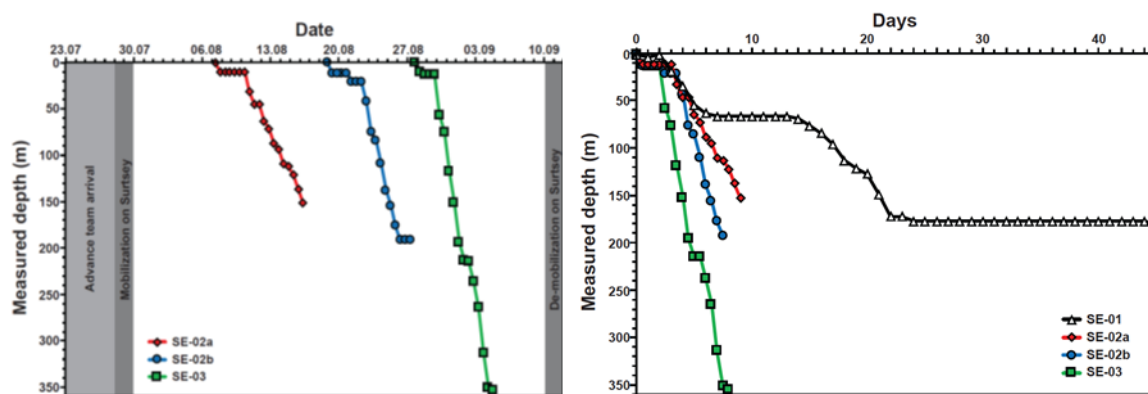 Date
23.07 30.07 06.08 13.08 20.08 27.08 03.09 10.09
0
50
100
150
200
250
300
350
Measured depth (m)
Advance team arrival
Mobilization on Surtsey
De-mobilization on Surtsey
SE-02a
SE-02b
SE-03
Days
0 10 20 30 40
0
50
100
150
200
250
300
350
Measured depth (m)
SE-01
SE-02a
SE-02b
SE-03